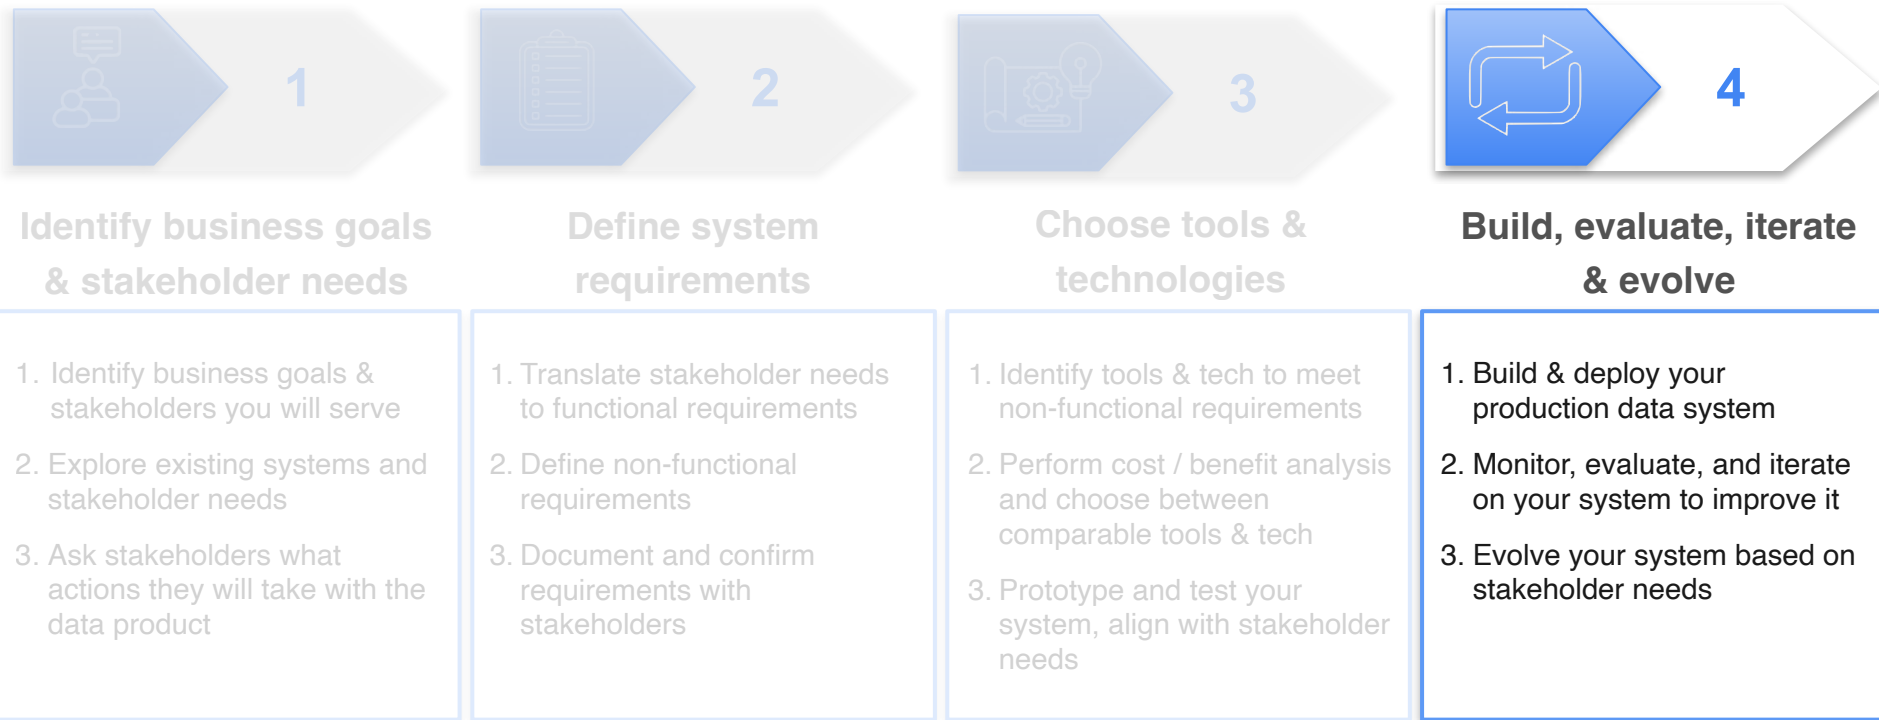 1
Identify business goals
& stakeholder needs
1. Identify business goals &
stakeholders you will serve
2. Explore existing systems and
stakeholder needs
3. Ask stakeholders what
actions they will take with the
data product
2
Define system
requirements
1. Translate stakeholder needs
to functional requirements
2. Define non-functional
requirements
3. Document and confirm
requirements with
stakeholders
3
Choose tools &
technologies
1. Identify tools & tech to meet
non-functional requirements
2. Perform cost / benefit analysis
and choose between
comparable tools & tech
3. Prototype and test your
system, align with stakeholder
needs
4
Build, evaluate, iterate
& evolve
1. Build & deploy your
production data system
2. Monitor, evaluate, and iterate
on your system to improve it
3. Evolve your system based on
stakeholder needs